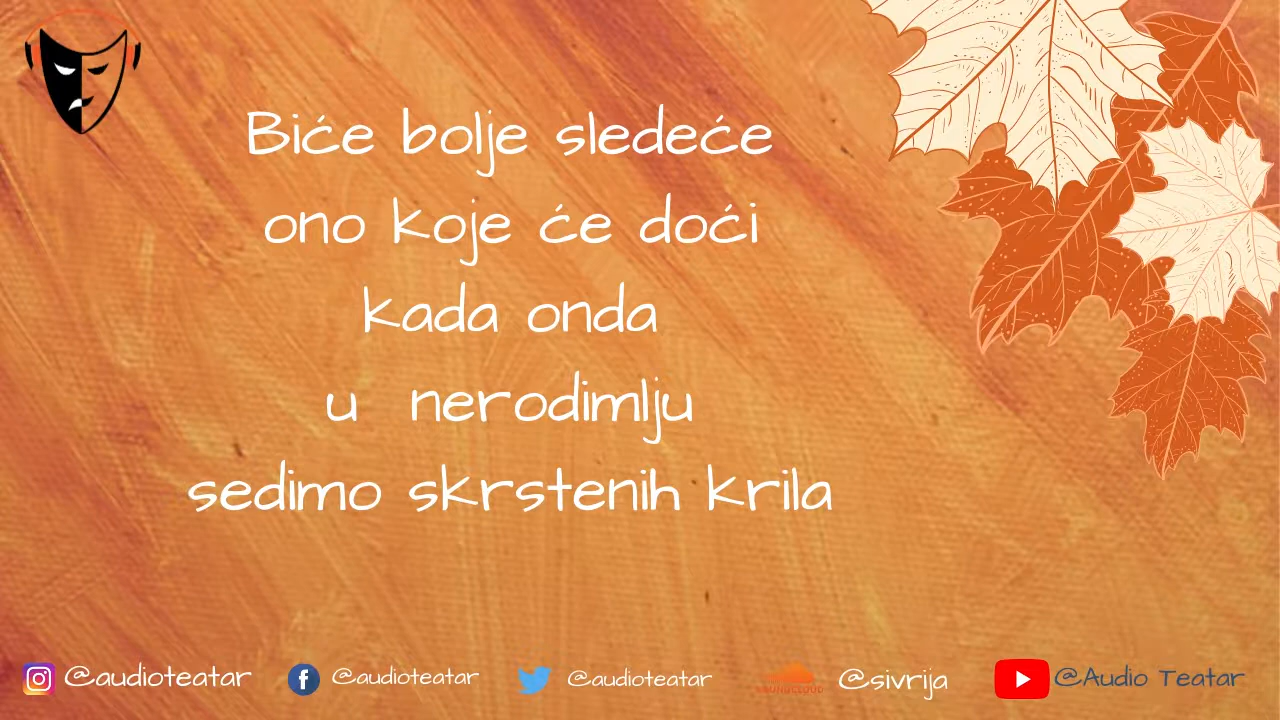 Biće bolje sledeće
ono koje će doći
kada onda
u nerodimlju
sedimo skrstenih krila
@audioteatar @audioteatar @audioteatar SOUNDCLOUD @sivrija @Audio Teatar